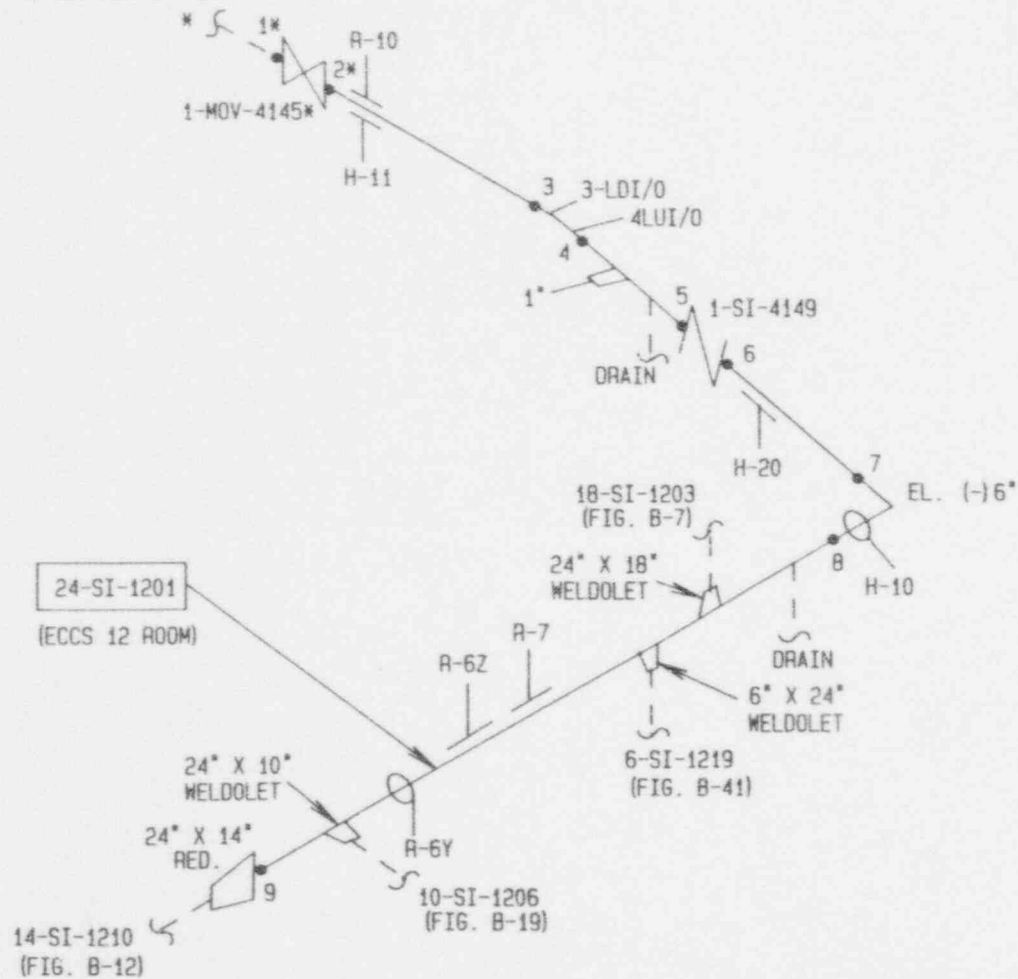 *
1*
R-10
2*
1-MOV-4145*
H-11
3
3-LDI/O
4LUI/O
4
1"
5
1-SI-4149
6
DRAIN
H-20
7
EL. (-)6"
18-SI-1203
(FIG. B-7)
8
H-10
24" X 18"
WELDOLET
24-SI-1201
(ECCS 12 ROOM)
R-7
DRAIN
R-6Z
6" X 24"
WELDOLET
6-SI-1219
(FIG. B-41)
24" X 10"
WELDOLET
24" X 14"
RED.
R-6Y
9
10-SI-1206
(FIG. B-19)
14-SI-1210
(FIG. B-12)